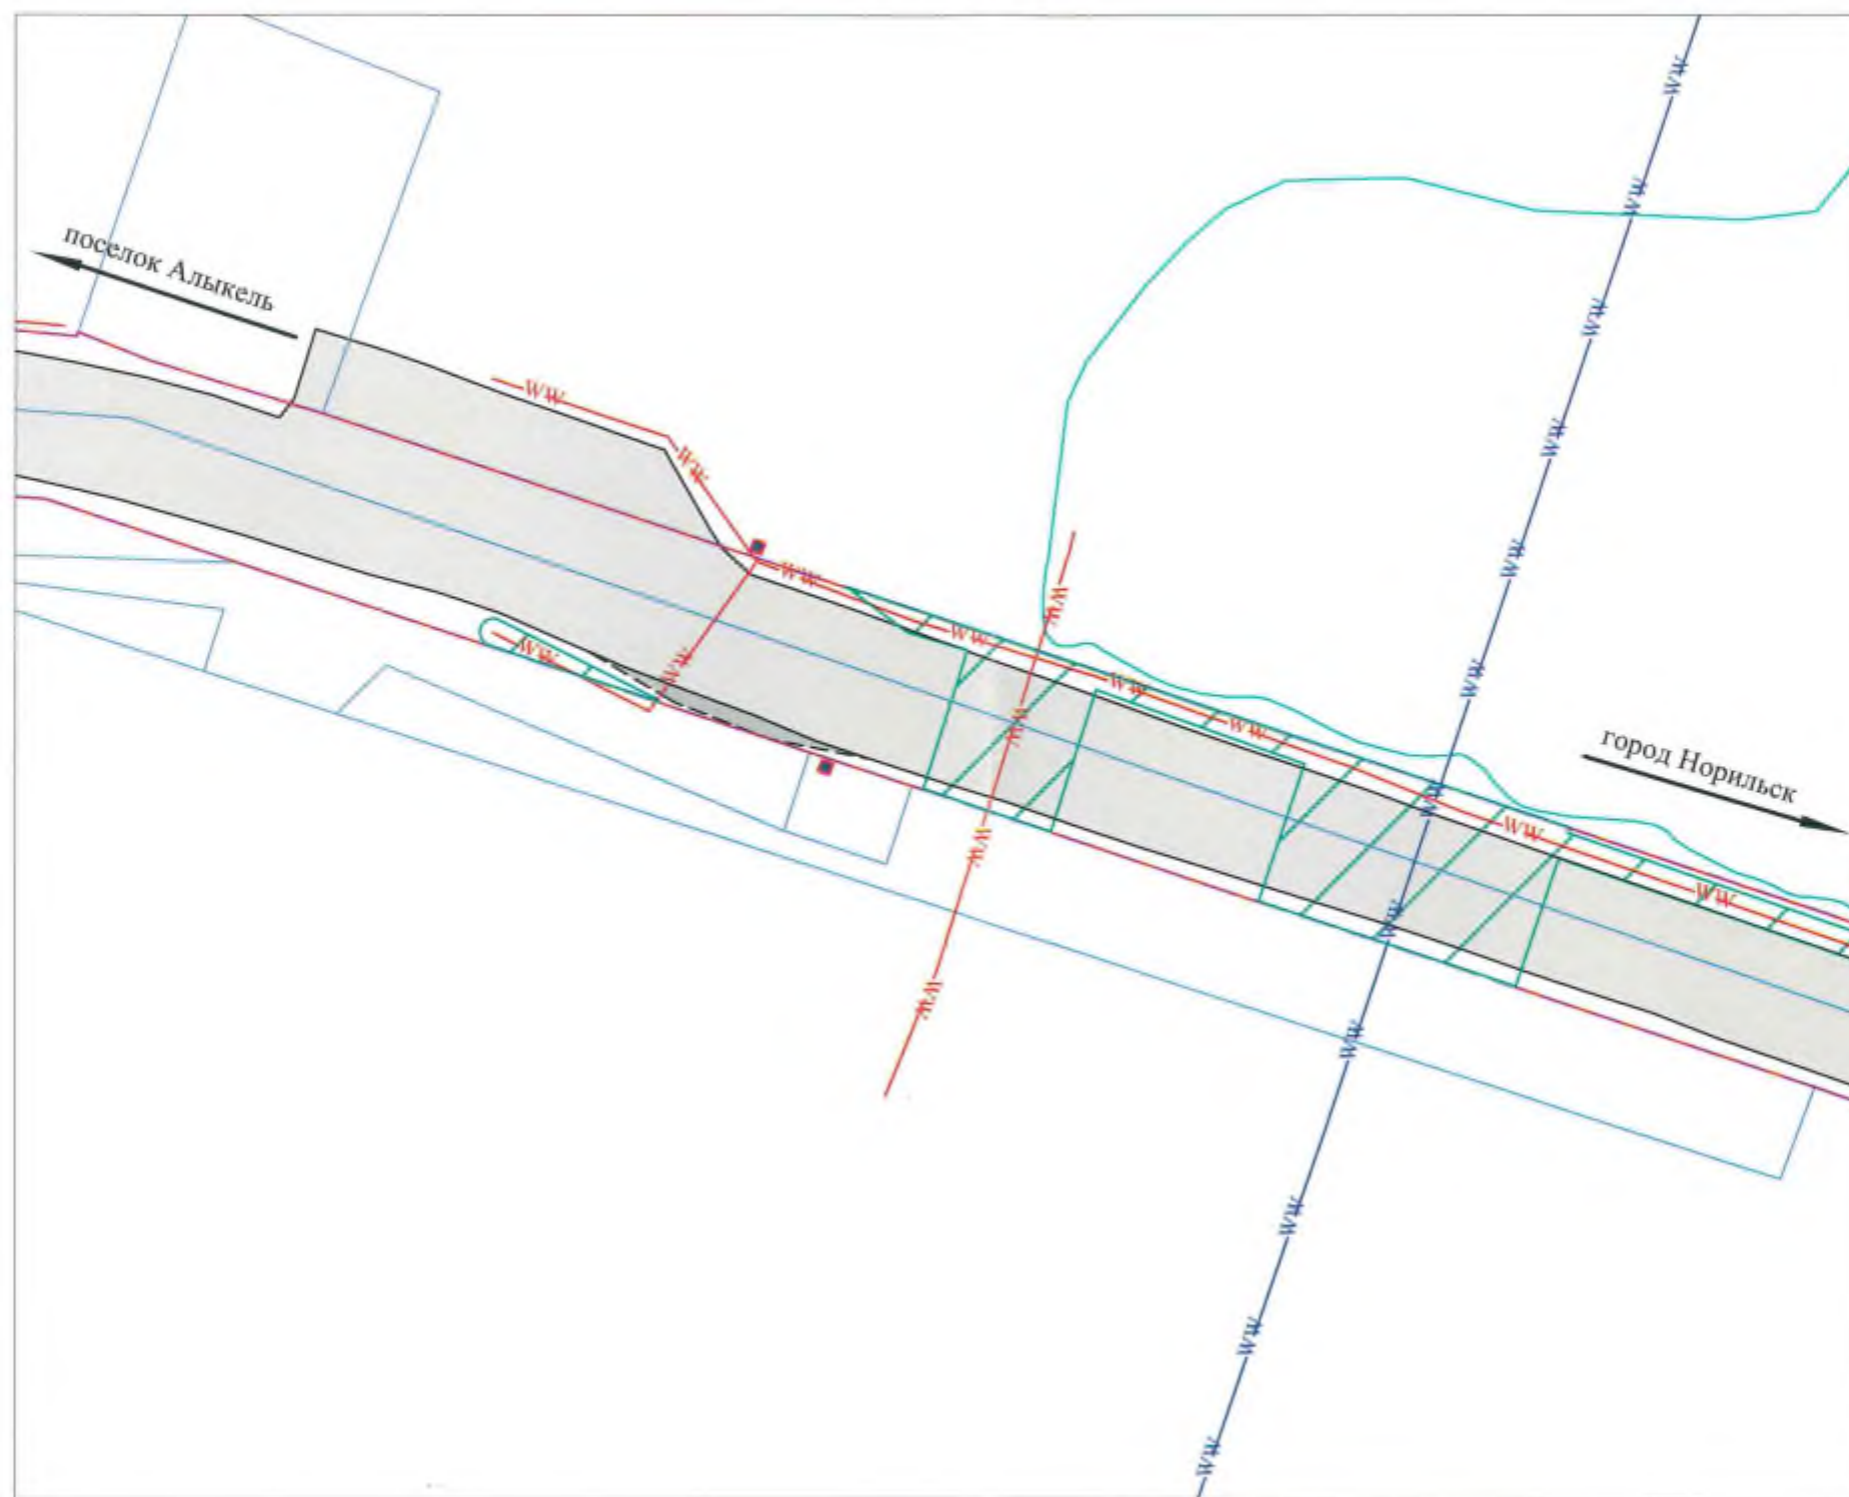 поселок Алыкель
город Норильск